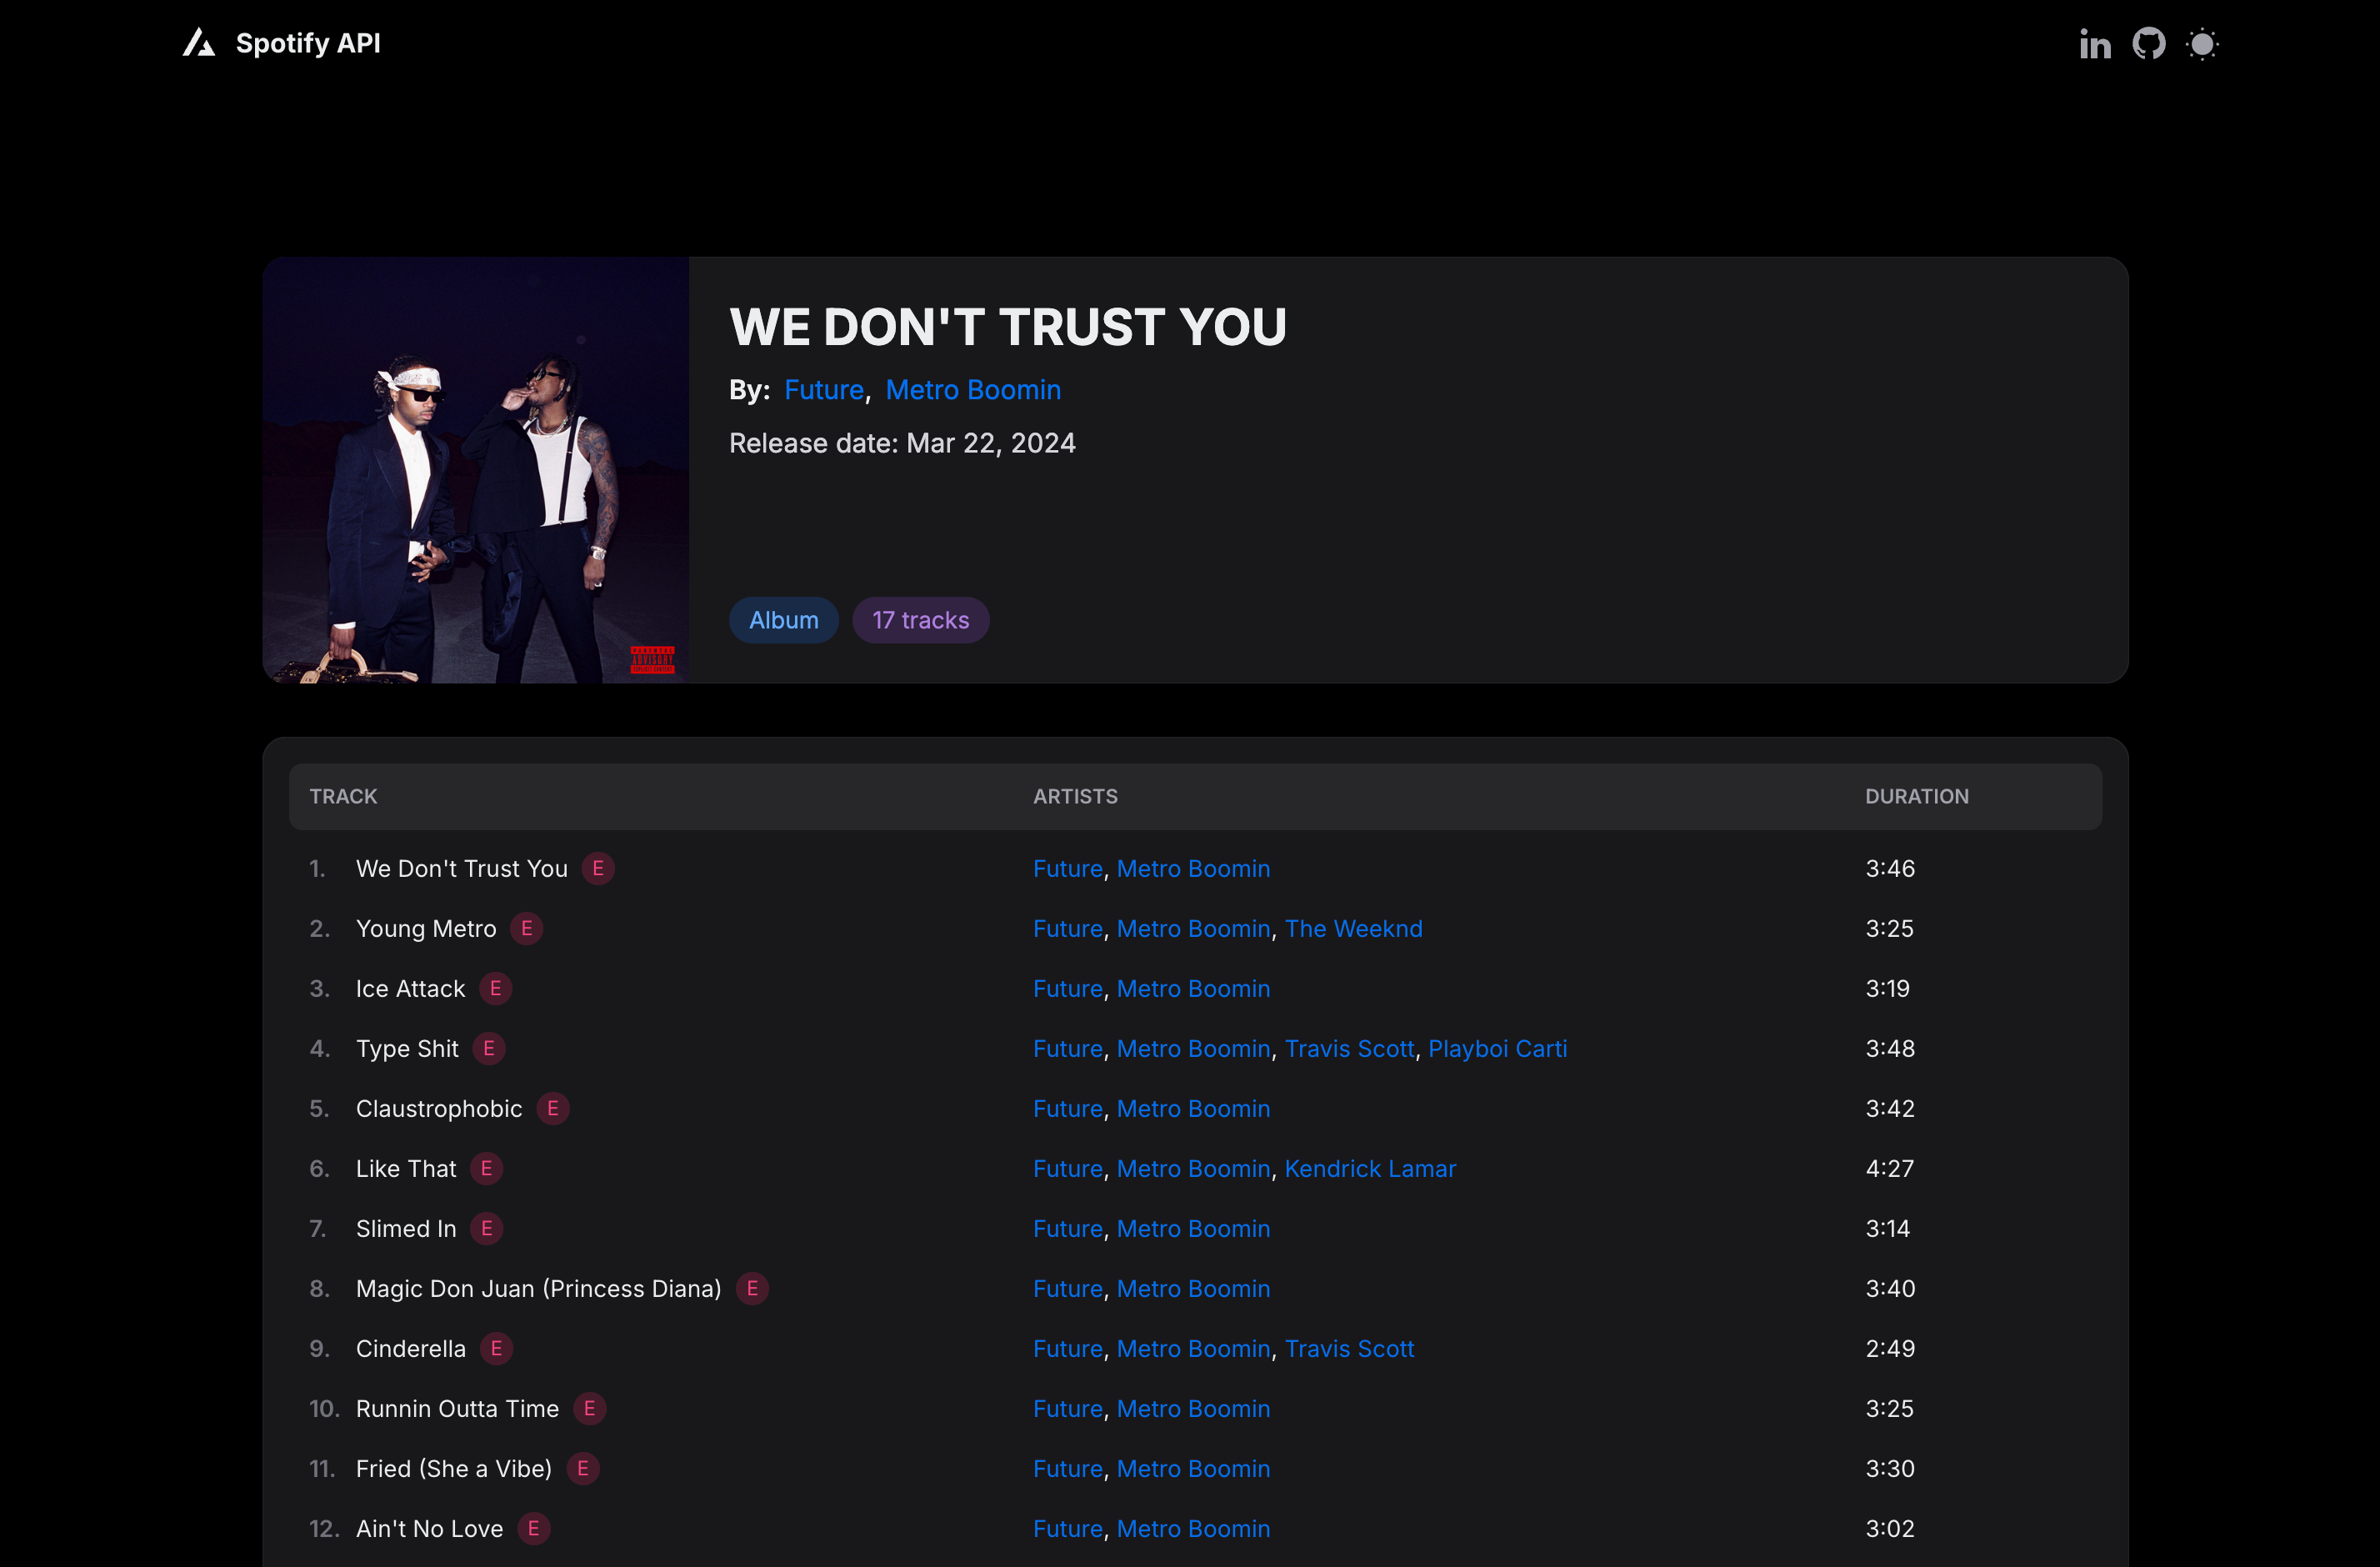 Spotify API
WE DON'T TRUST YOU
By: Future, Metro Boomin
Release date: Mar 22, 2024
Album 17 tracks
PARENTAL
ADVISORY
EXPLICIT CONTENT
TRACK ARTISTS DURATION
1. We Don't Trust You E Future, Metro Boomin 3:46
2. Young Metro E Future, Metro Boomin, The Weeknd 3:25
3. Ice Attack E Future, Metro Boomin 3:19
4. Type Shit E Future, Metro Boomin, Travis Scott, Playboi Carti 3:48
5. Claustrophobic E Future, Metro Boomin 3:42
6. Like That E Future, Metro Boomin, Kendrick Lamar 4:27
7. Slimed In E Future, Metro Boomin 3:14
8. Magic Don Juan (Princess Diana) E Future, Metro Boomin 3:40
9. Cinderella E Future, Metro Boomin, Travis Scott 2:49
10. Runnin Outta Time E Future, Metro Boomin 3:25
11. Fried (She a Vibe) E Future, Metro Boomin 3:30
12. Ain't No Love E Future, Metro Boomin 3:02